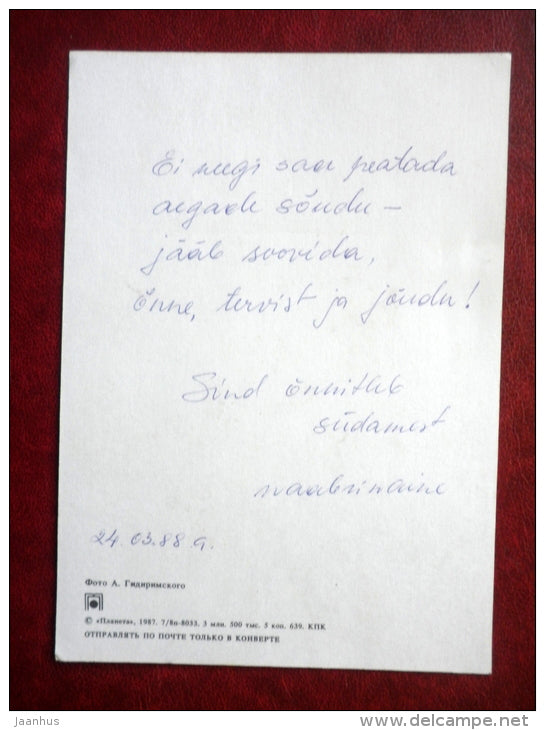 Ei keegi saa peatada
aegade sõudu –
jääb soovida,
õnne, tervist ja jõudu!
Sind õnnitleb
südamest
naabrinaine
24.03.88 a.
Фото А. Гидиримского
© «Планета», 1987. 7/8п-8033. 3 млн. 500 тыс. 5 коп. 639. КПК
ОТПРАВЛЯТЬ ПО ПОЧТЕ ТОЛЬКО В КОНВЕРТЕ
jaanhus
www.delcampe.net